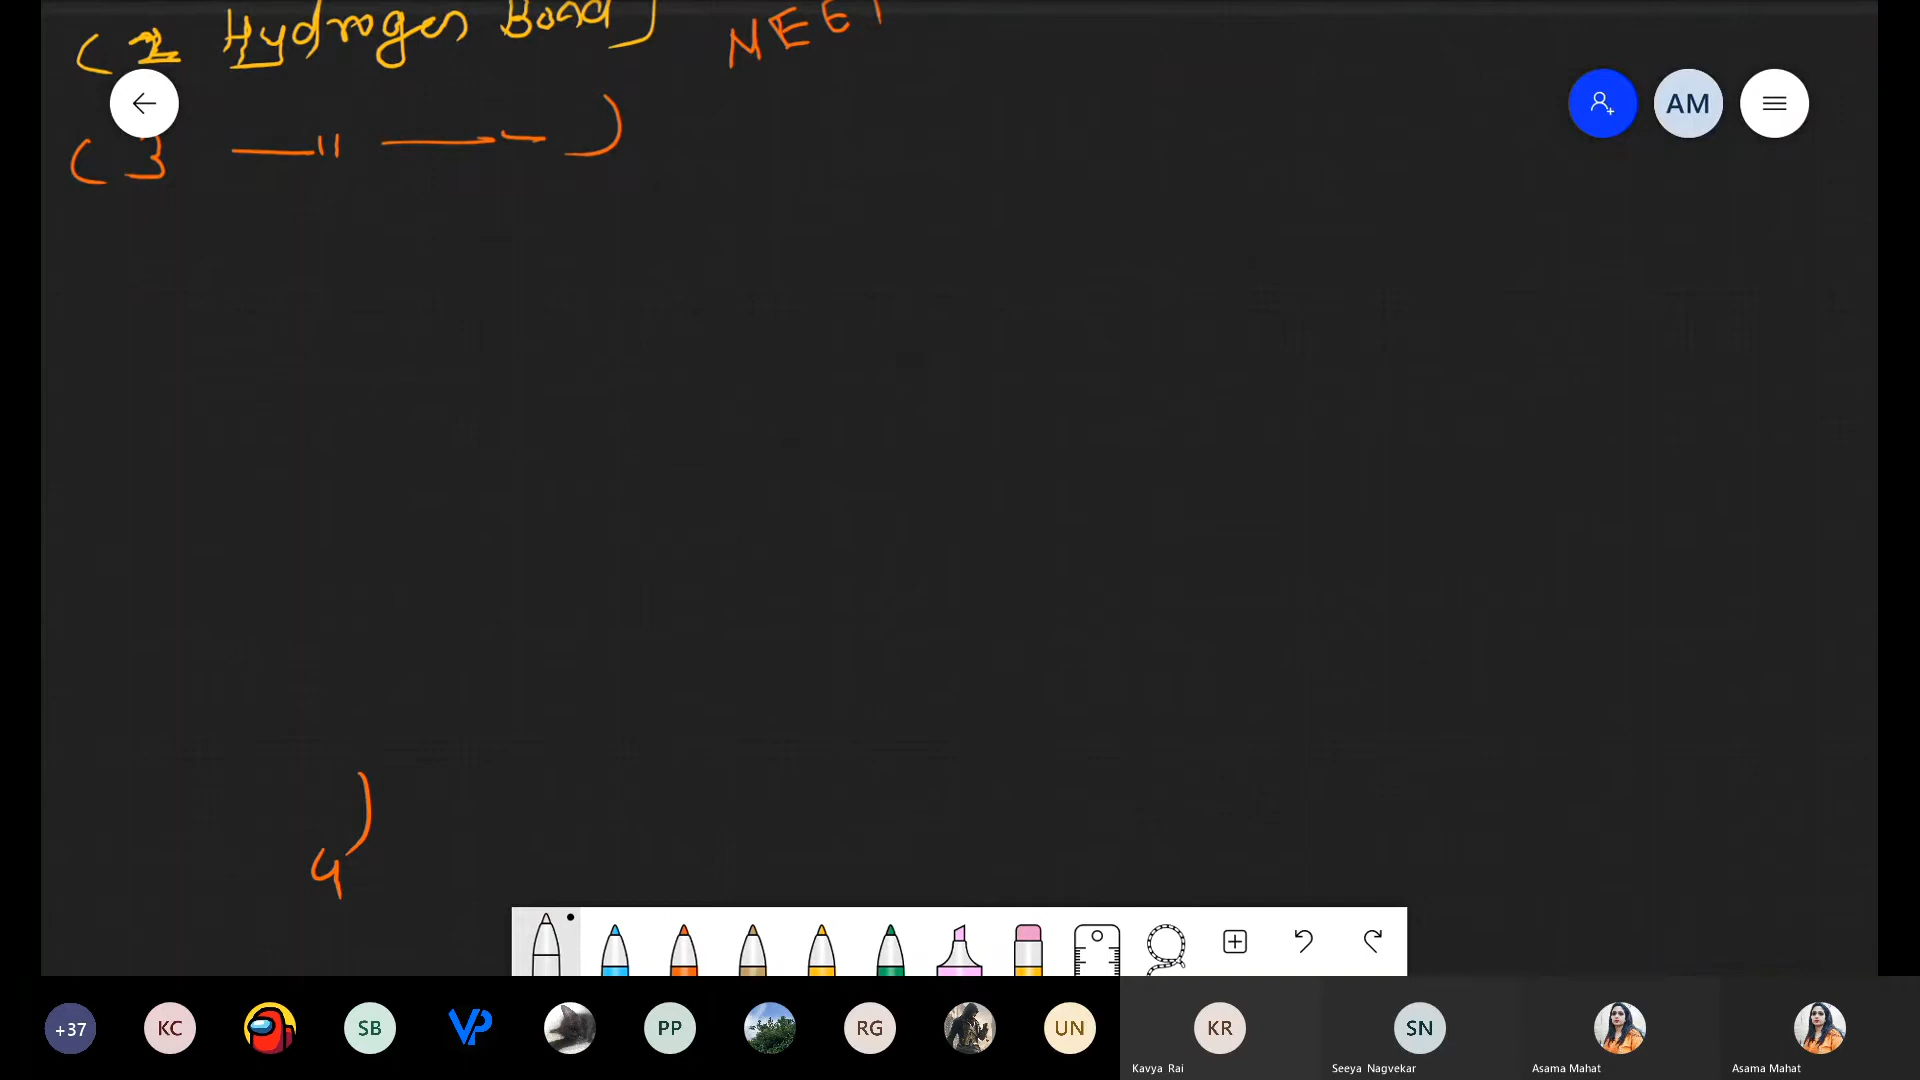 (2 Hydrogen Bond) NEET
(3 —"——)
AM
4)
+37 KC SB VP PP RG UN KR SN
Kavya Rai Seeya Nagvekar Asama Mahat Asama Mahat